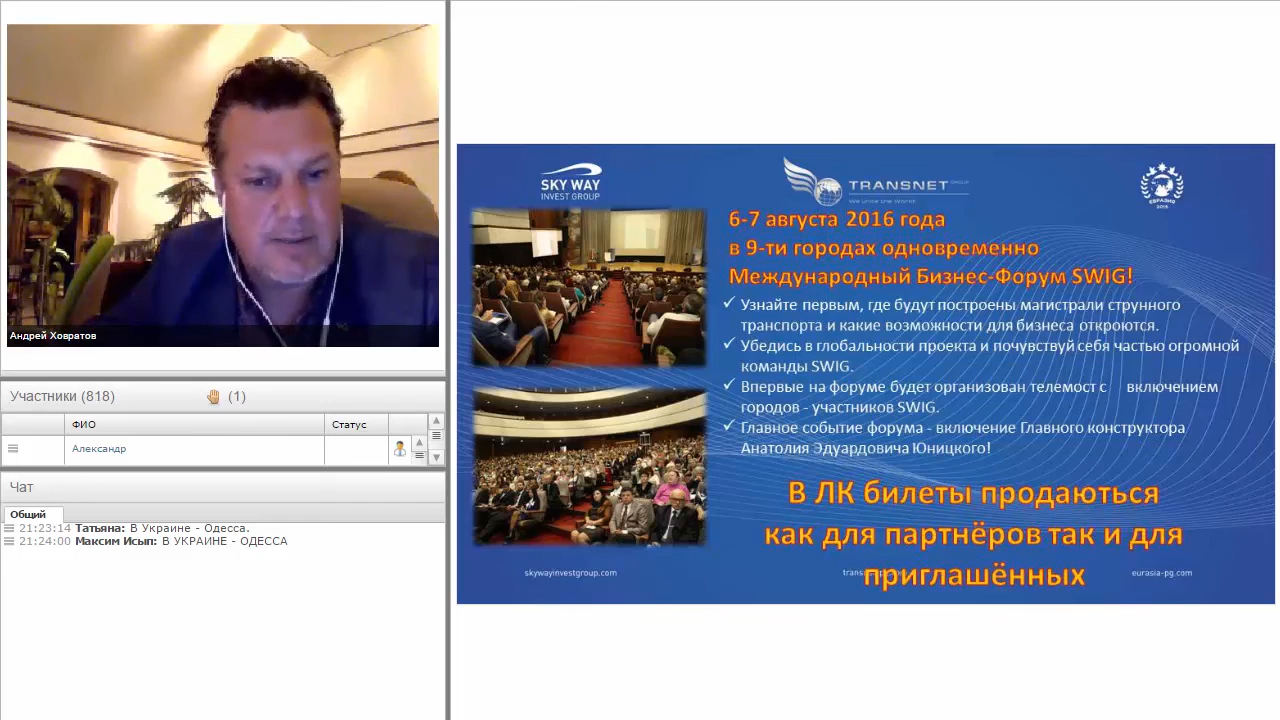 Андрей Ховратов
Участники (818)
(1)
ФИО
Статус
Александр
Чат
Общий
21:23:14 Татьяна: В Украине - Одесса.
21:24:00 Максим Исып: В УКРАИНЕ - ОДЕССА
SKY WAY
INVEST GROUP
TRANSNET GROUP
ЕВРАЗИЯ
6-7 августа 2016 года
в 9-ти городах одновременно
Международный Бизнес-Форум SWIG!
Узнайте первым, где будут построены магистрали струнного
транспорта и какие возможности для бизнеса откроются.
Убедись в глобальности проекта и почувствуй себя частью огромной
команды SWIG.
Впервые на форуме будет организован телемост с включением
городов - участников SWIG.
Главное событие форума - включение Главного конструктора
Анатолия Эдуардовича Юницкого!
В ЛК билеты продаються
как для партнёров так и для
приглашённых
skywayinvestgroup.com
eurasia-pg.com